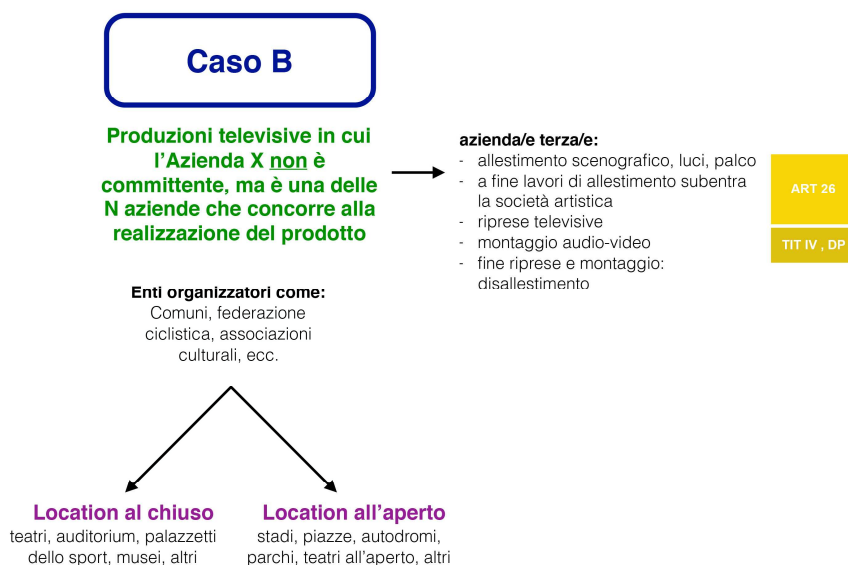 Caso B
Produzioni televisive in cui
l'Azienda X non è
committente, ma è una delle
N aziende che concorre alla
realizzazione del prodotto
azienda/e terza/e:
- allestimento scenografico, luci, palco
- a fine lavori di allestimento subentra
la società artistica
- riprese televisive
- montaggio audio-video
- fine riprese e montaggio:
disallestimento
ART 26
TIT IV , DP
Enti organizzatori come:
Comuni, federazione
ciclistica, associazioni
culturali, ecc.
Location al chiuso
teatri, auditorium, palazzetti
dello sport, musei, altri
Location all'aperto
stadi, piazze, autodromi,
parchi, teatri all'aperto, altri